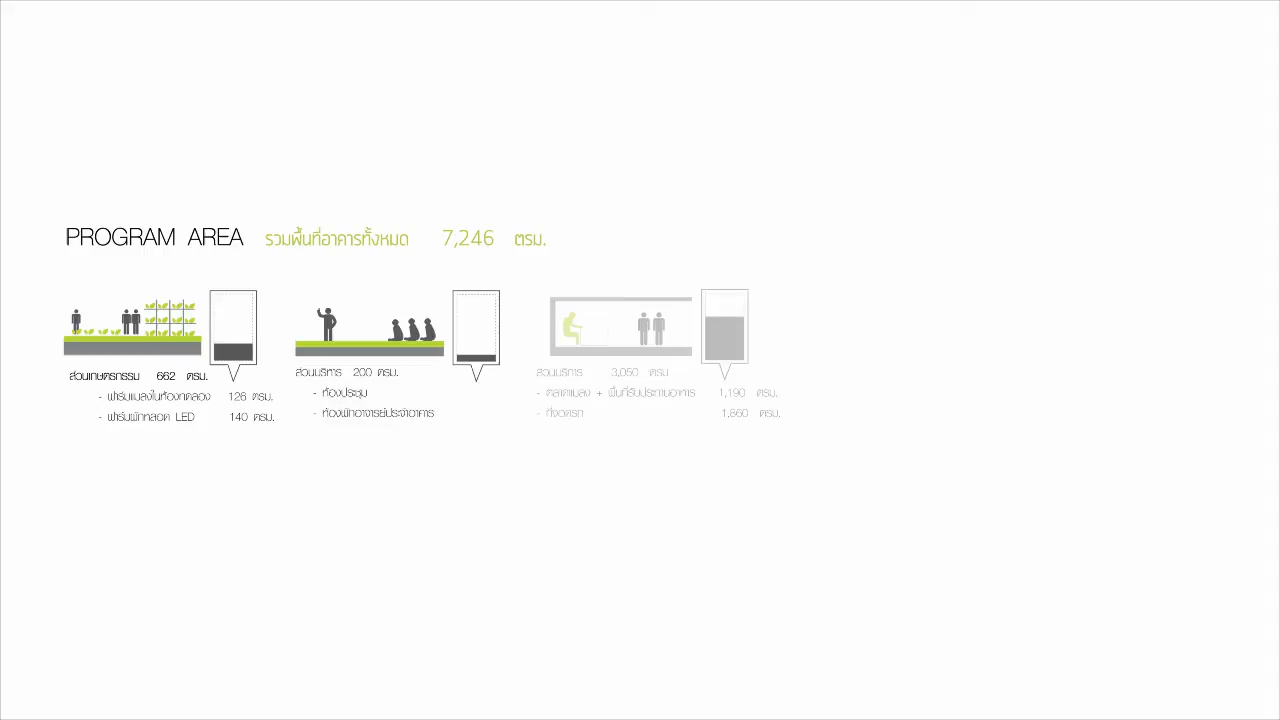 PROGRAM AREA รวมพื้นที่อาคารทั้งหมด 7,246 ตรม.
ส่วนเกษตรกรรม 662 ตรม.
- ฟาร์มแมลงในห้องทดลอง 126 ตรม.
- ฟาร์มผักทลอด LED 140 ตรม.
ส่วนบริหาร 200 ตรม.
- ห้องประชุม
- ห้องพักอาจารย์ประจำอาคาร
ส่วนบริการ 3,050 ตรม
- ตลาดแมลง + พื้นที่รับประทานอาหาร 1,190 ตรม.
- ที่จอดรถ 1,860 ตรม.